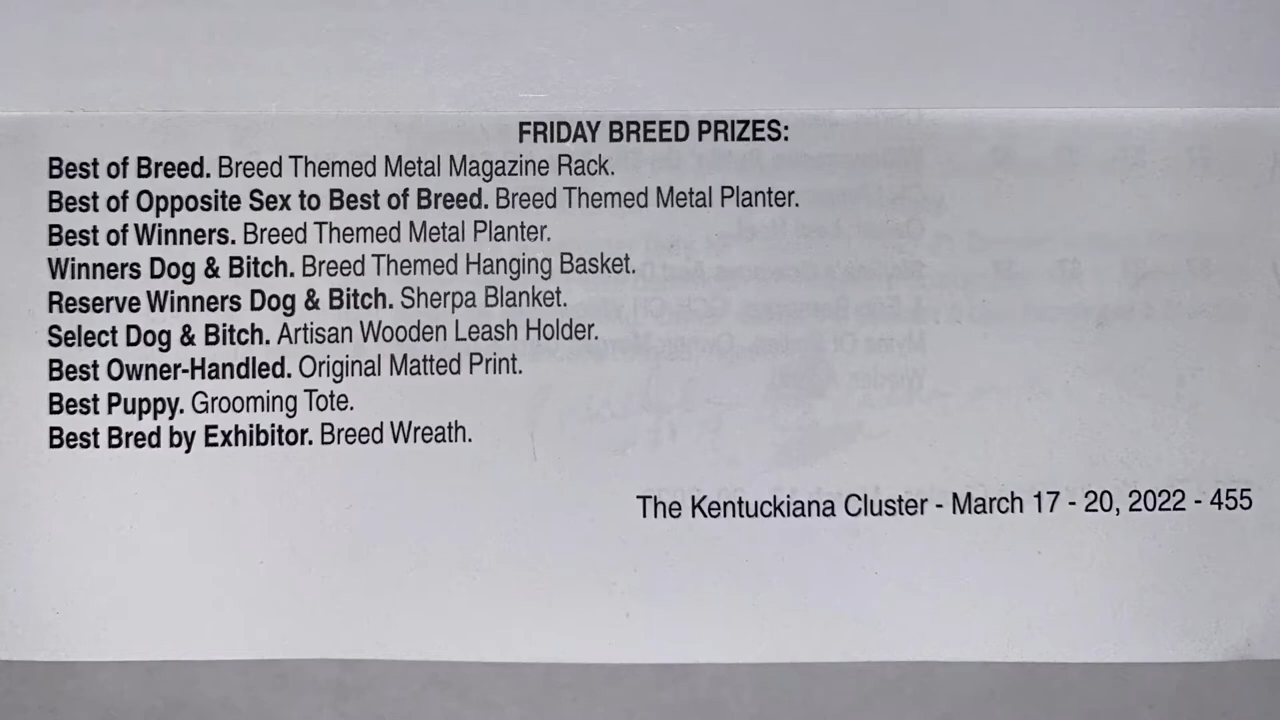 FRIDAY BREED PRIZES:
Best of Breed. Breed Themed Metal Magazine Rack.
Best of Opposite Sex to Best of Breed. Breed Themed Metal Planter.
Best of Winners. Breed Themed Metal Planter.
Winners Dog & Bitch. Breed Themed Hanging Basket.
Reserve Winners Dog & Bitch. Sherpa Blanket.
Select Dog & Bitch. Artisan Wooden Leash Holder.
Best Owner-Handled. Original Matted Print.
Best Puppy. Grooming Tote.
Best Bred by Exhibitor. Breed Wreath.
The Kentuckiana Cluster - March 17 - 20, 2022 - 455